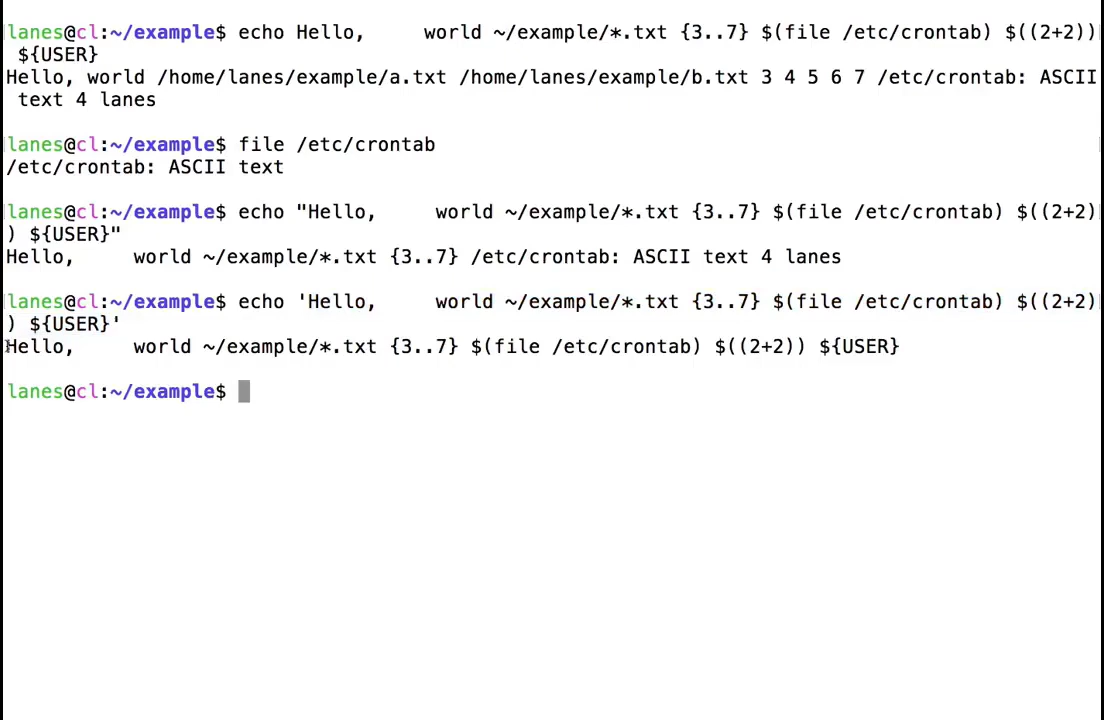 lanes@cl:~/example$ echo Hello,     world ~/example/*.txt {3..7} $(file /etc/crontab) $((2+2))
 ${USER}
Hello, world /home/lanes/example/a.txt /home/lanes/example/b.txt 3 4 5 6 7 /etc/crontab: ASCII
 text 4 lanes
lanes@cl:~/example$ file /etc/crontab
/etc/crontab: ASCII text
lanes@cl:~/example$ echo "Hello,     world ~/example/*.txt {3..7} $(file /etc/crontab) $((2+2)
) ${USER}"
Hello,     world ~/example/*.txt {3..7} /etc/crontab: ASCII text 4 lanes
lanes@cl:~/example$ echo 'Hello,     world ~/example/*.txt {3..7} $(file /etc/crontab) $((2+2)
) ${USER}'
Hello,     world ~/example/*.txt {3..7} $(file /etc/crontab) $((2+2)) ${USER}
lanes@cl:~/example$